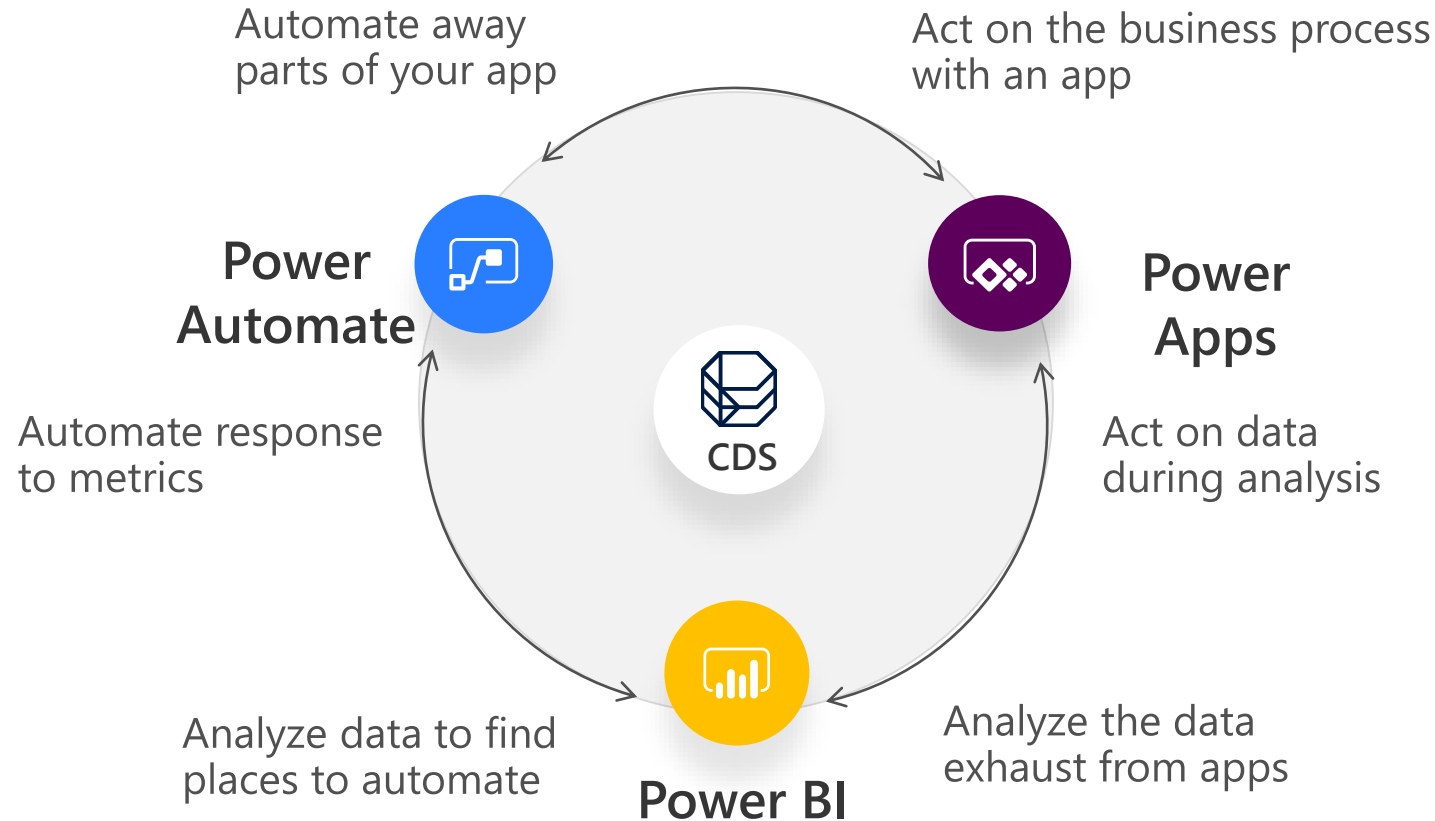 Automate away
parts of your app
Act on the business process
with an app
Power
Automate
Power
Apps
CDS
Automate response
to metrics
Act on data
during analysis
Analyze data to find
places to automate
Analyze the data
exhaust from apps
Power BI